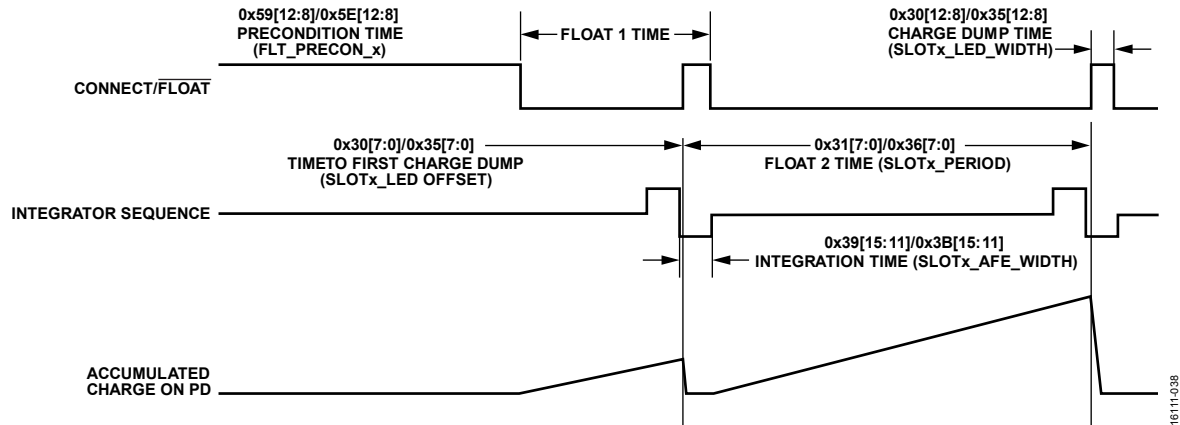 0x59[12:8]/0x5E[12:8]
PRECONDITION TIME
(FLT_PRECON_x)
FLOAT 1 TIME
0x30[12:8]/0x35[12:8]
CHARGE DUMP TIME
(SLOTx_LED_WIDTH)
CONNECT/FLOAT
0x30[7:0]/0x35[7:0]
TIMETO FIRST CHARGE DUMP
(SLOTx_LED OFFSET)
0x31[7:0]/0x36[7:0]
FLOAT 2 TIME (SLOTx_PERIOD)
INTEGRATOR SEQUENCE
0x39[15:11]/0x3B[15:11]
INTEGRATION TIME (SLOTx_AFE_WIDTH)
ACCUMULATED
CHARGE ON PD
16111-038